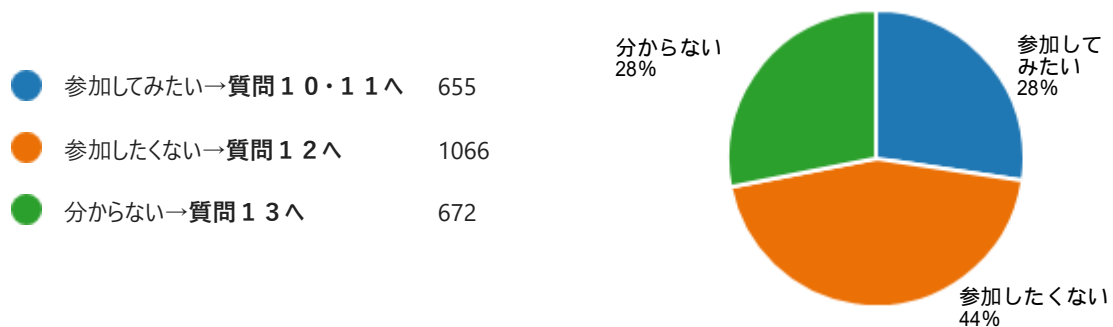 参加してみたい→質問１０・１１へ 655
参加したくない→質問１２へ 1066
分からない→質問１３へ 672
分からない
28%
参加して
みたい
28%
参加したくない
44%